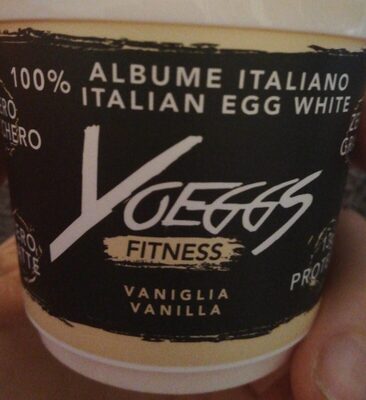 100% ALBUME ITALIANO
ITALIAN EGG WHITE
YOEGGS
FITNESS
VANIGLIA
VANILLA